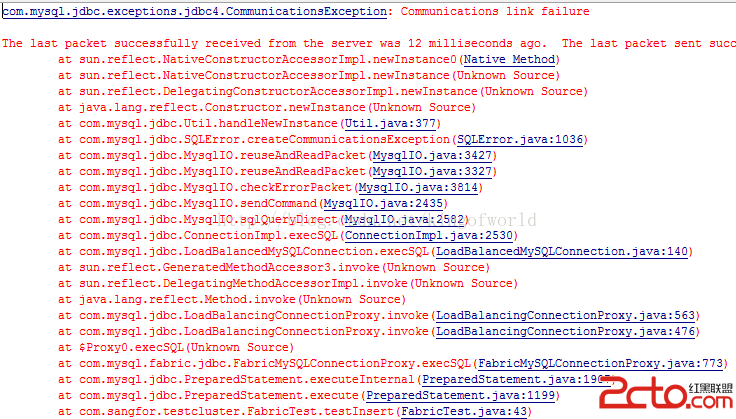 com.mysql.jdbc.exceptions.jdbc4.CommunicationsException: Communications link failure
The last packet successfully received from the server was 12 milliseconds ago.  The last packet sent succ
at sun.reflect.NativeConstructorAccessorImpl.newInstance0(Native Method)
at sun.reflect.NativeConstructorAccessorImpl.newInstance(Unknown Source)
at sun.reflect.DelegatingConstructorAccessorImpl.newInstance(Unknown Source)
at java.lang.reflect.Constructor.newInstance(Unknown Source)
at com.mysql.jdbc.Util.handleNewInstance(Util.java:377)
at com.mysql.jdbc.SQLError.createCommunicationsException(SQLError.java:1036)
at com.mysql.jdbc.MysqlIO.reuseAndReadPacket(MysqlIO.java:3427)
at com.mysql.jdbc.MysqlIO.reuseAndReadPacket(MysqlIO.java:3327)
at com.mysql.jdbc.MysqlIO.checkErrorPacket(MysqlIO.java:3814)
at com.mysql.jdbc.MysqlIO.sendCommand(MysqlIO.java:2435)
at com.mysql.jdbc.MysqlIO.sqlQueryDirect(MysqlIO.java:2582)
at com.mysql.jdbc.ConnectionImpl.execSQL(ConnectionImpl.java:2530)
at com.mysql.jdbc.LoadBalancedMySQLConnection.execSQL(LoadBalancedMySQLConnection.java:140)
at sun.reflect.GeneratedMethodAccessor3.invoke(Unknown Source)
at sun.reflect.DelegatingMethodAccessorImpl.invoke(Unknown Source)
at java.lang.reflect.Method.invoke(Unknown Source)
at com.mysql.jdbc.LoadBalancingConnectionProxy.invoke(LoadBalancingConnectionProxy.java:563)
at com.mysql.jdbc.LoadBalancingConnectionProxy.invoke(LoadBalancingConnectionProxy.java:476)
at $Proxy0.execSQL(Unknown Source)
at com.mysql.fabric.jdbc.FabricMySQLConnectionProxy.execSQL(FabricMySQLConnectionProxy.java:773)
at com.mysql.jdbc.PreparedStatement.executeInternal
at com.mysql.jdbc.PreparedStatement.execute(PreparedStatement.java:1199)
at com.sangfor.testcluster.FabricTest.testInsert(FabricTest.java:43)
2cto.com
红黑联盟